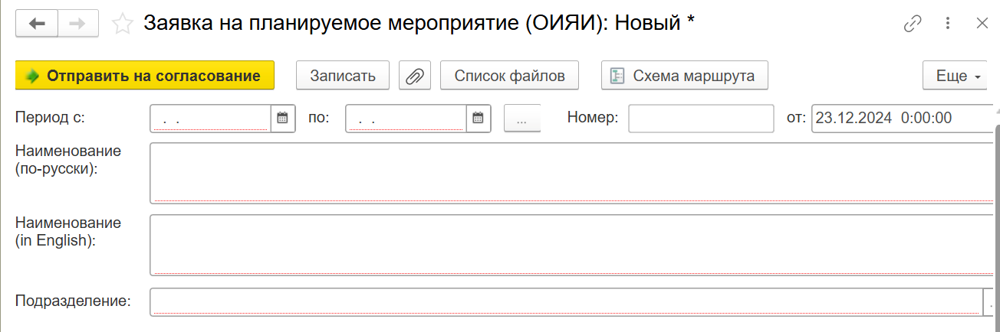 Заявка на планируемое мероприятие (ОИЯИ): Новый *
Отправить на согласование Записать Список файлов Схема маршрута Еще
Период с: . . по: . . ... Номер: от: 23.12.2024 0:00:00
Наименование
(по-русски):
Наименование
(in English):
Подразделение: